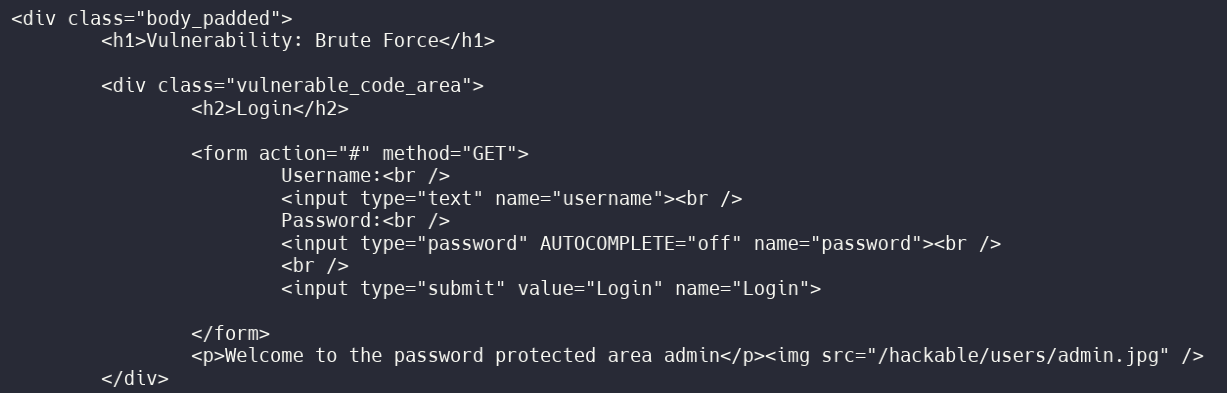 <div class="body_padded">
<h1>Vulnerability: Brute Force</h1>
<div class="vulnerable_code_area">
<h2>Login</h2>
<form action="#" method="GET">
Username:<br />
<input type="text" name="username"><br />
Password:<br />
<input type="password" AUTOCOMPLETE="off" name="password"><br />
<br />
<input type="submit" value="Login" name="Login">
</form>
<p>Welcome to the password protected area admin</p><img src="/hackable/users/admin.jpg" />
</div>